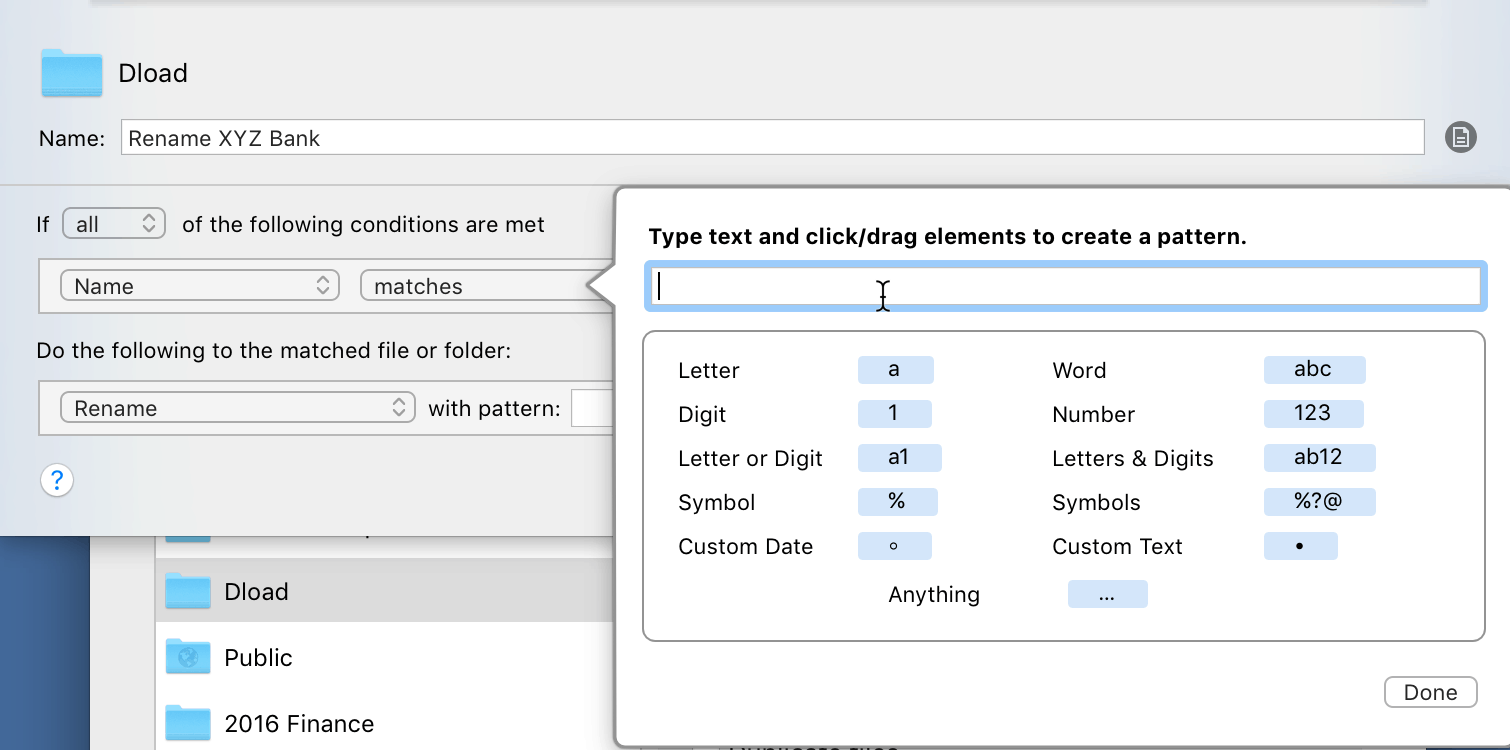 Dload
Name: Rename XYZ Bank
If all of the following conditions are met
Name matches
Do the following to the matched file or folder:
Rename with pattern:
?
Dload
Public
2016 Finance
Type text and click/drag elements to create a pattern.
Letter a Word abc
Digit 1 Number 123
Letter or Digit a1 Letters & Digits ab12
Symbol % Symbols %?@
Custom Date ◦ Custom Text •
Anything ...
Done